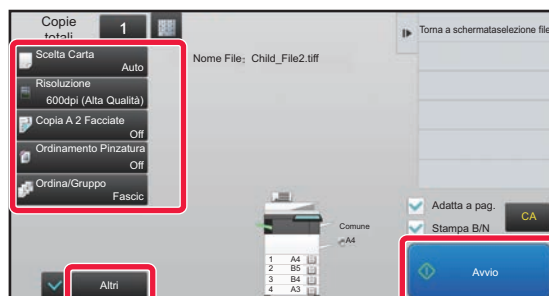 Copie
totali
1
Torna a schermataselezione file
Scelta Carta
Auto
Nome File: Child_File2.tiff
Risoluzione
600dpi (Alta Qualità)
Copia A 2 Facciate
Off
Ordinamento Pinzatura
Off
Ordina/Gruppo
Fascic
Adatta a pag.
Stampa B/N
CA
Comune
A4
1 A4
2 B5
3 B4
4 A3
Altri
Avvio